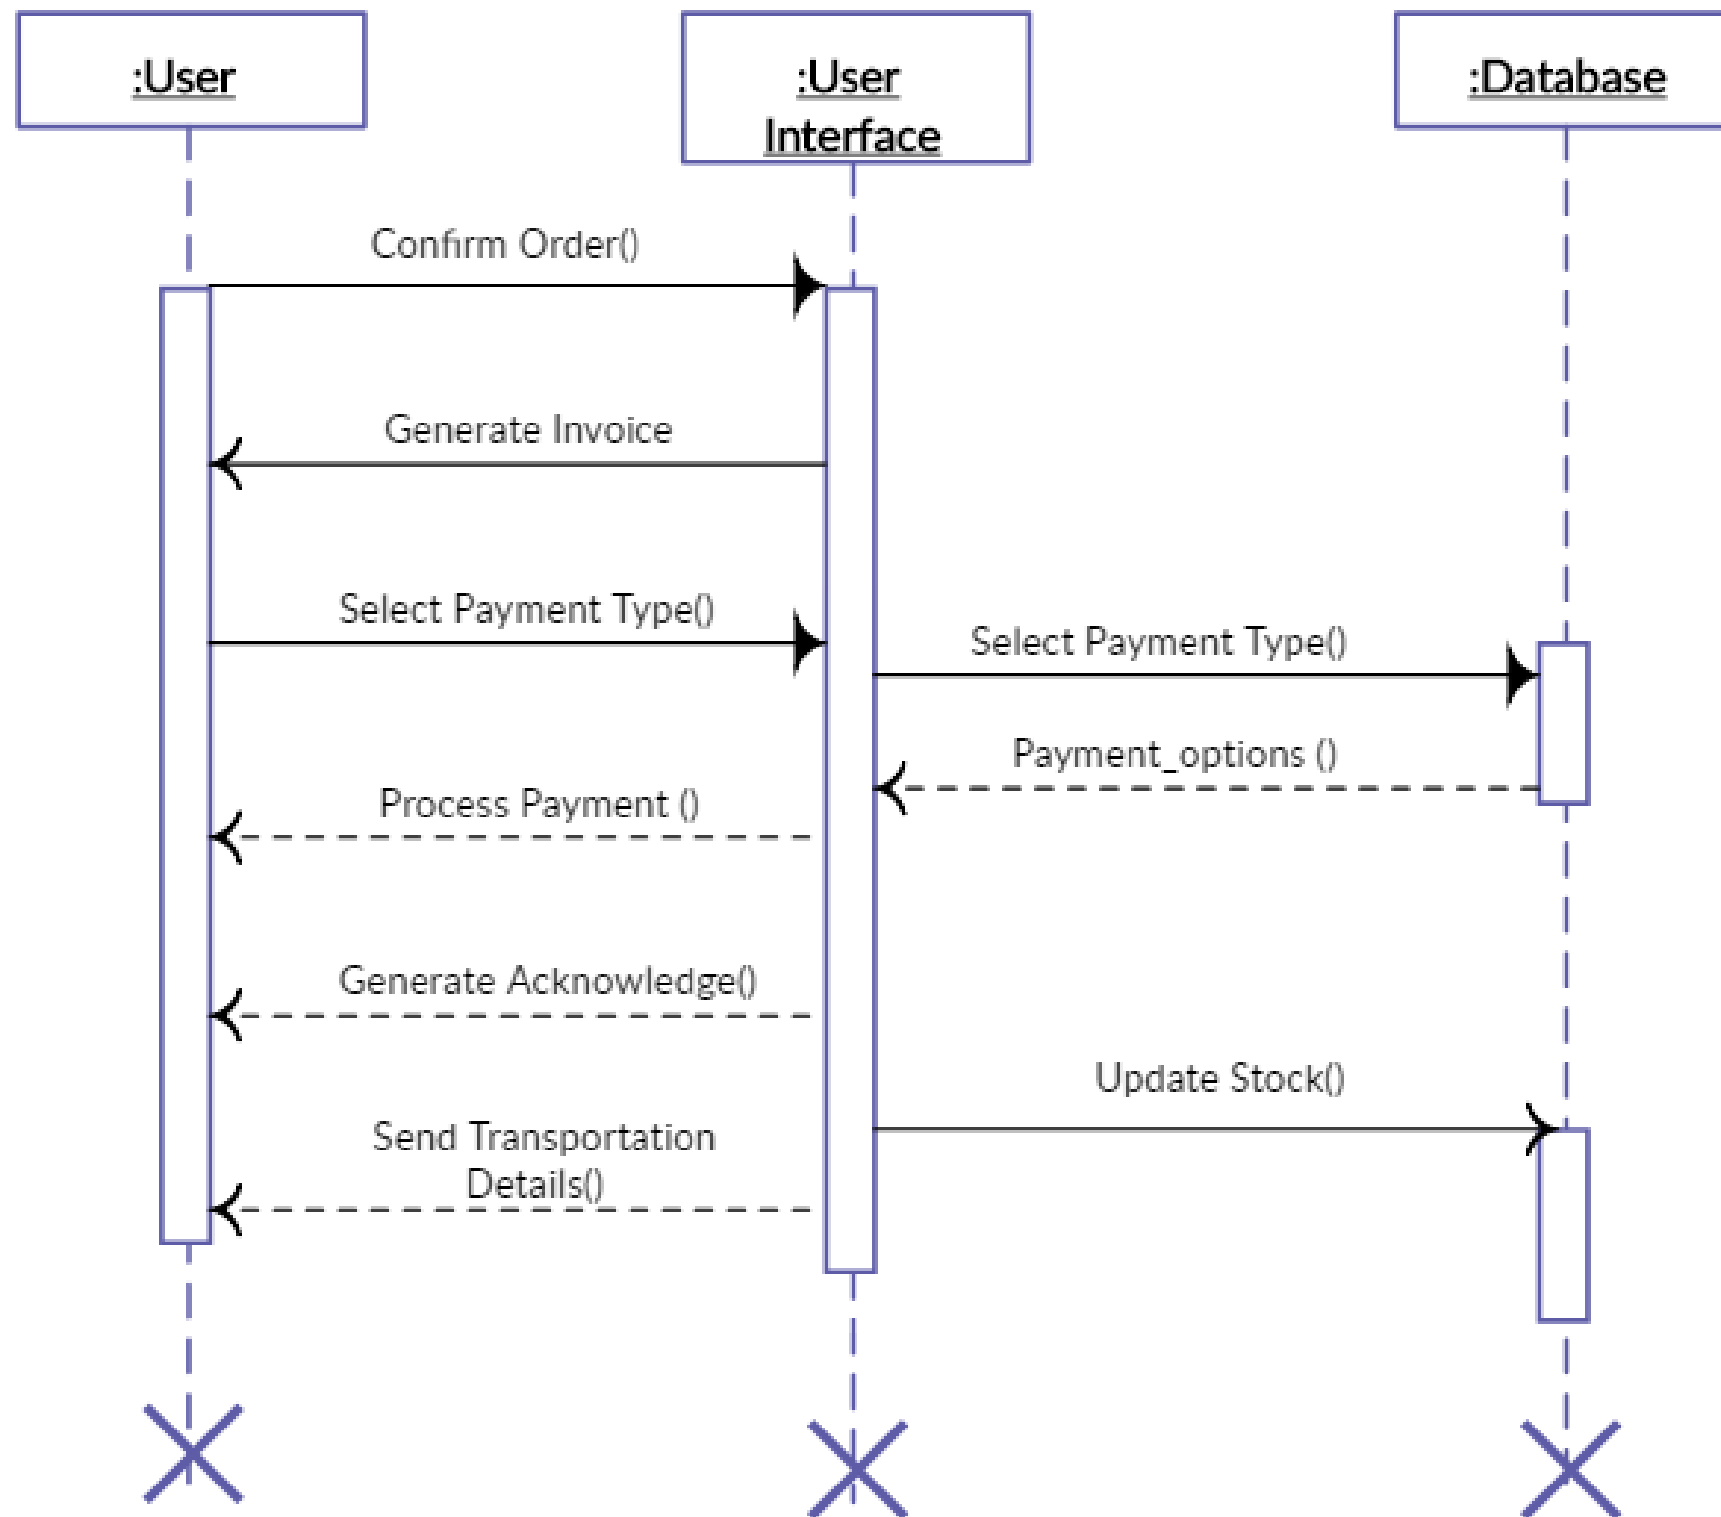 :User
:User
Interface
:Database
Confirm Order()
Generate Invoice
Select Payment Type()
Select Payment Type()
Payment_options ()
Process Payment ()
Generate Acknowledge()
Update Stock()
Send Transportation
Details()